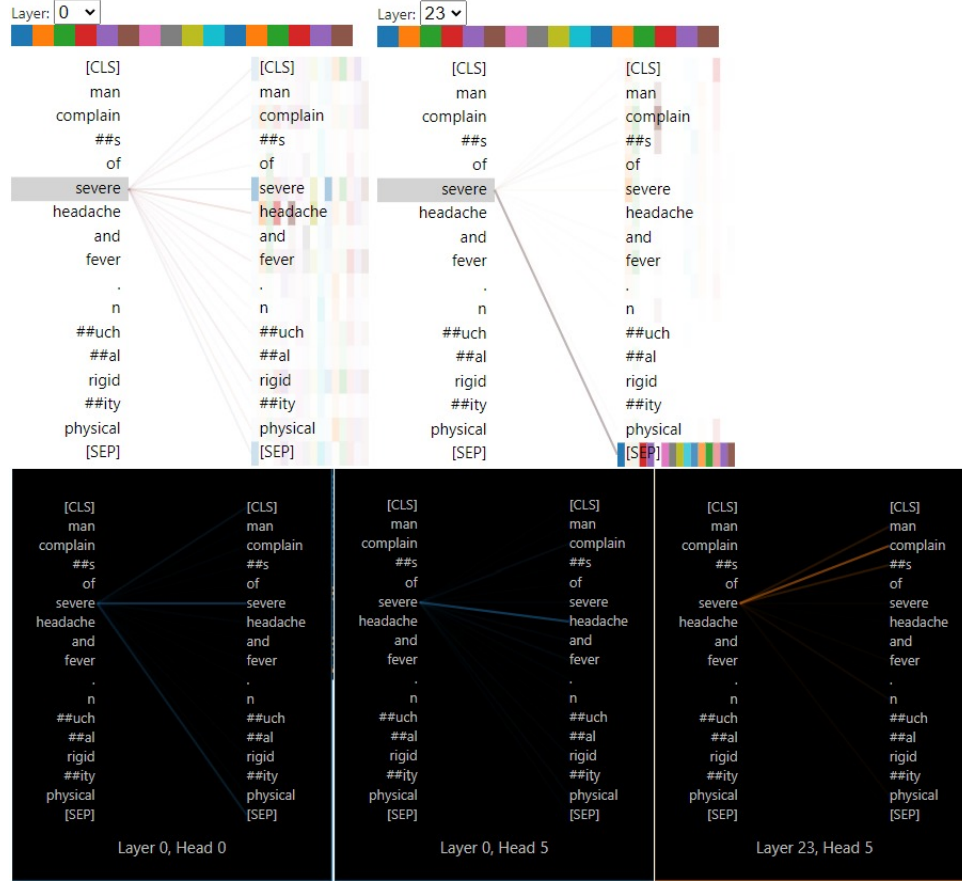 Layer: 0
[CLS] [CLS]
man man
complain complain
##s ##s
of of
severe severe
headache headache
and and
fever fever
. .
n n
##uch ##uch
##al ##al
rigid rigid
##ity ##ity
physical physical
[SEP] [SEP]
Layer: 23
[CLS] [CLS]
man man
complain complain
##s ##s
of of
severe severe
headache headache
and and
fever fever
. .
n n
##uch ##uch
##al ##al
rigid rigid
##ity ##ity
physical physical
[SEP] [SEP]
[CLS] [CLS]
man man
complain complain
##s ##s
of of
severe severe
headache headache
and and
fever fever
. .
n n
##uch ##uch
##al ##al
rigid rigid
##ity ##ity
physical physical
[SEP] [SEP]
Layer 0, Head 0
[CLS] [CLS]
man man
complain complain
##s ##s
of of
severe severe
headache headache
and and
fever fever
. .
n n
##uch ##uch
##al ##al
rigid rigid
##ity ##ity
physical physical
[SEP] [SEP]
Layer 0, Head 5
[CLS] [CLS]
man man
complain complain
##s ##s
of of
severe severe
headache headache
and and
fever fever
. .
n n
##uch ##uch
##al ##al
rigid rigid
##ity ##ity
physical physical
[SEP] [SEP]
Layer 23, Head 5